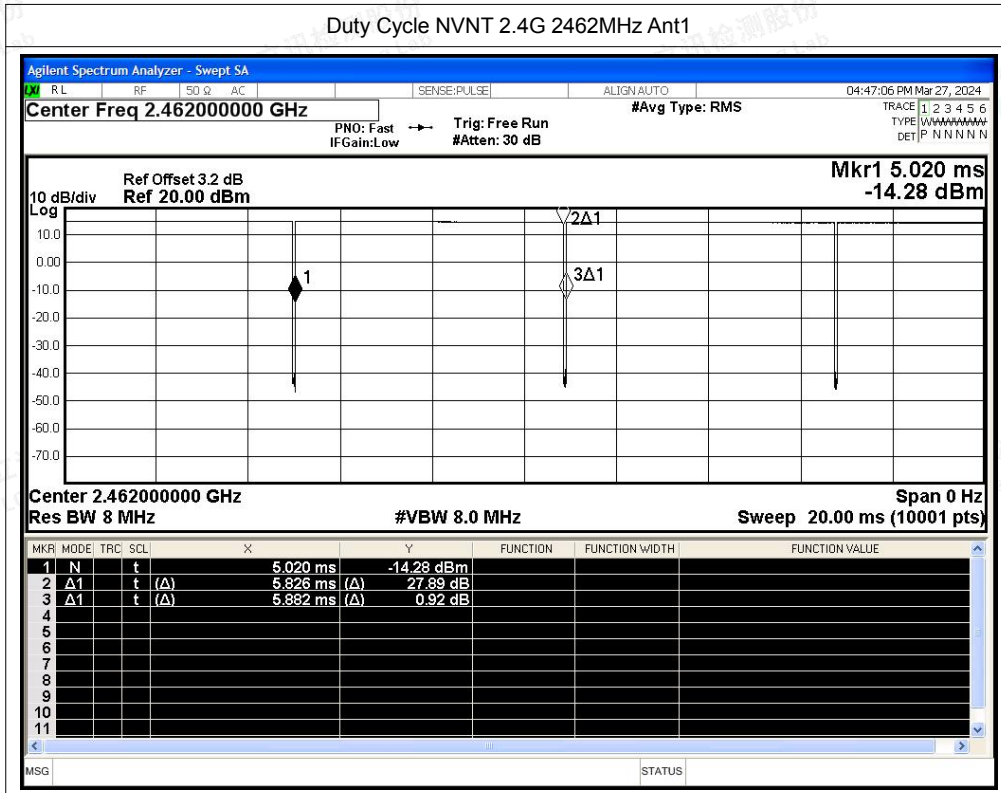 Duty Cycle NVNT 2.4G 2462MHz Ant1
Agilent Spectrum Analyzer - Swept SA
LXI RL RF 50 Ω AC SENSE:PULSE ALIGN AUTO 04:47:06 PM Mar 27, 2024
Center Freq 2.462000000 GHz #Avg Type: RMS TRACE 1 2 3 4 5 6
PNO: Fast Trig: Free Run TYPE WWWWWWWW
IFGain:Low #Atten: 30 dB DET P N N N N N
Mkr1 5.020 ms
Ref Offset 3.2 dB
10 dB/div Ref 20.00 dBm -14.28 dBm
Log
2Δ1
10.0
0.00
3Δ1
1
-10.0
-20.0
-30.0
-40.0
-50.0
-60.0
-70.0
Center 2.462000000 GHz Span 0 Hz
Res BW 8 MHz #VBW 8.0 MHz Sweep 20.00 ms (10001 pts)
MKR MODE TRC SCL X Y FUNCTION FUNCTION WIDTH FUNCTION VALUE
1 N t 5.020 ms -14.28 dBm
2 Δ1 t (Δ) 5.826 ms (Δ) 27.89 dB
3 Δ1 t (Δ) 5.882 ms (Δ) 0.92 dB
4
5
6
7
8
9
10
11
MSG STATUS